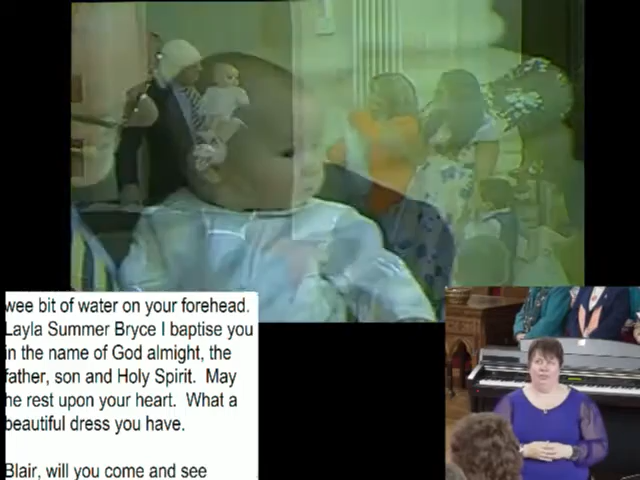 wee bit of water on your forehead.
Layla Summer Bryce I baptise you
in the name of God almight, the
father, son and Holy Spirit.  May
he rest upon your heart.  What a
beautiful dress you have.
Blair, will you come and see